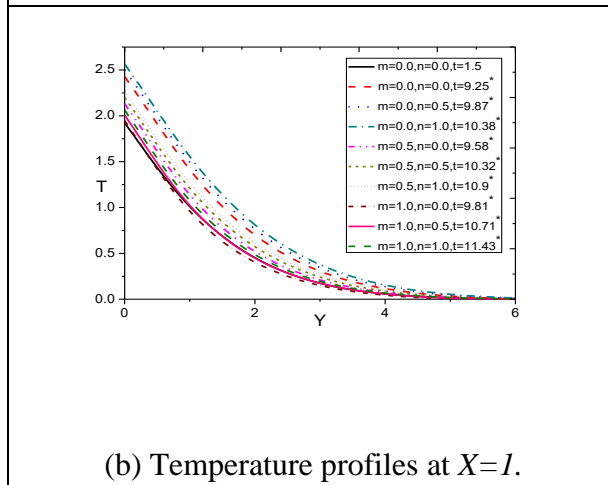 2.5
2.0
1.5
T
1.0
0.5
0.0
0
2
4
6
Y
m=0.0,n=0.0,t=1.5
m=0.0,n=0.0,t=9.25*
m=0.0,n=0.5,t=9.87*
m=0.0,n=1.0,t=10.38*
m=0.5,n=0.0,t=9.58*
m=0.5,n=0.5,t=10.32*
m=0.5,n=1.0,t=10.9*
m=1.0,n=0.0,t=9.81*
m=1.0,n=0.5,t=10.71*
m=1.0,n=1.0,t=11.43*
(b) Temperature profiles at X=1.